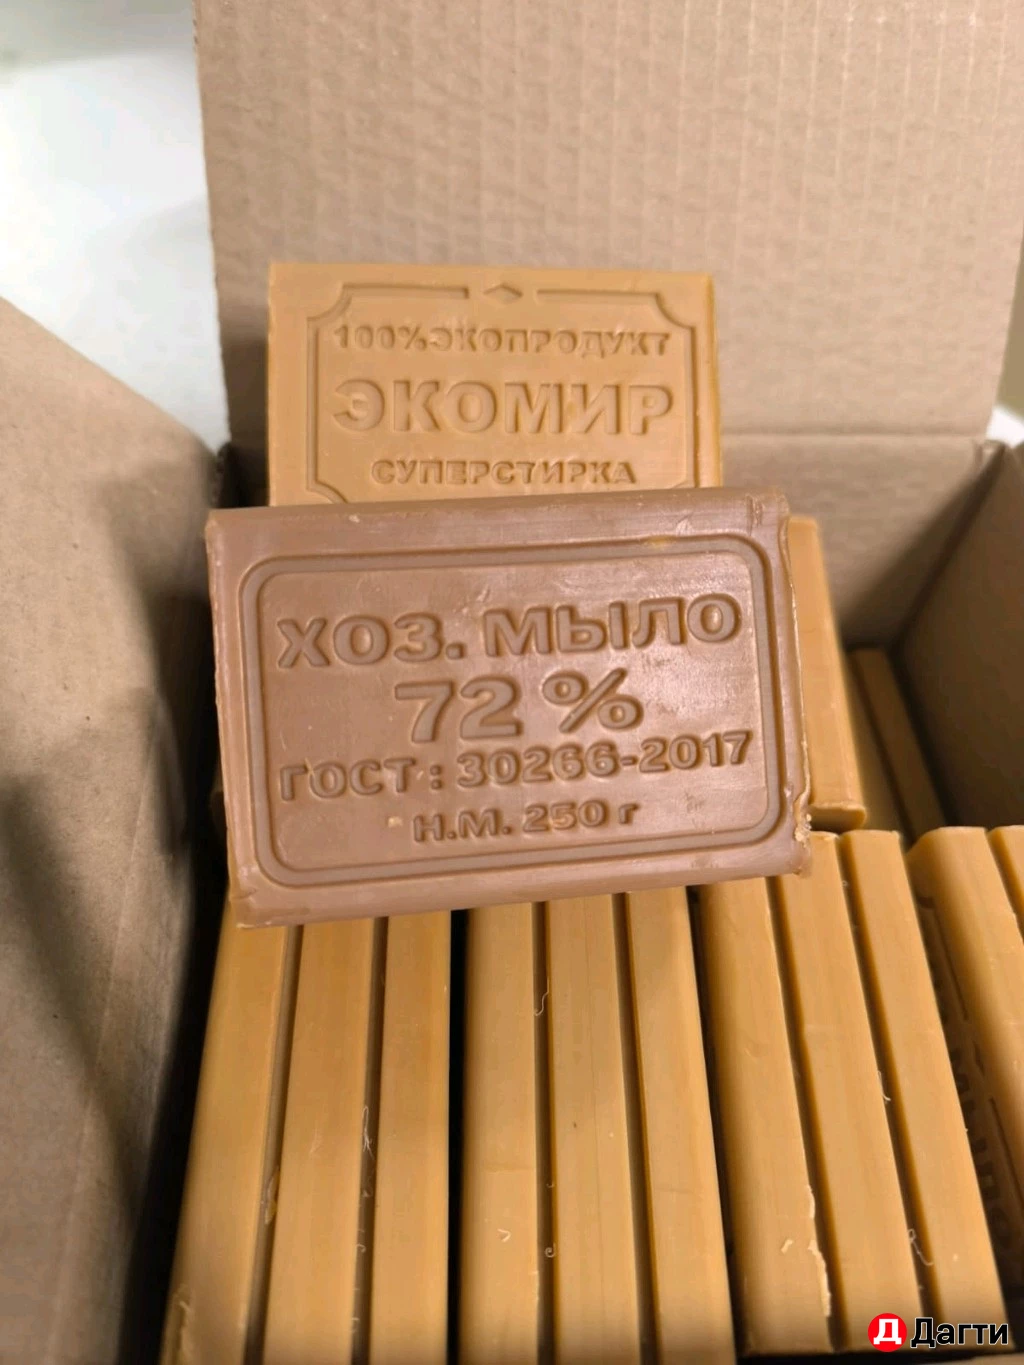 100% ЭКОПРОДУКТ
ЭКОМИР
СУПЕРСТИРКА
ХОЗ. МЫЛО
72 %
ГОСТ : 30266-2017
Н.М. 250 г
Д Дагти